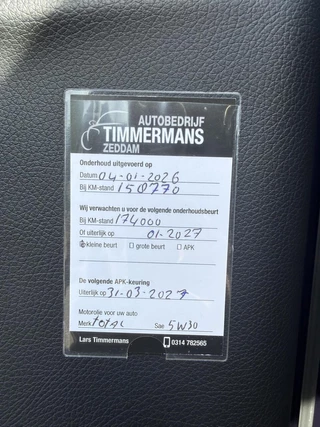 AUTOBEDRIJF
TIMMERMANS
ZEDDAM
Onderhoud uitgevoerd op
Datum 04-01-2026
Bij KM-stand 150770
Wij verwachten u voor de volgende onderhoudsbeurt
Bij KM-stand 174000
Of uiterlijk op 01-2027
kleine beurt grote beurt APK
De volgende APK-keuring
Uiterlijk op 31-03-2027
Motorolie voor uw auto
Merk total Sae 5W30
Lars Timmermans 0314 782565